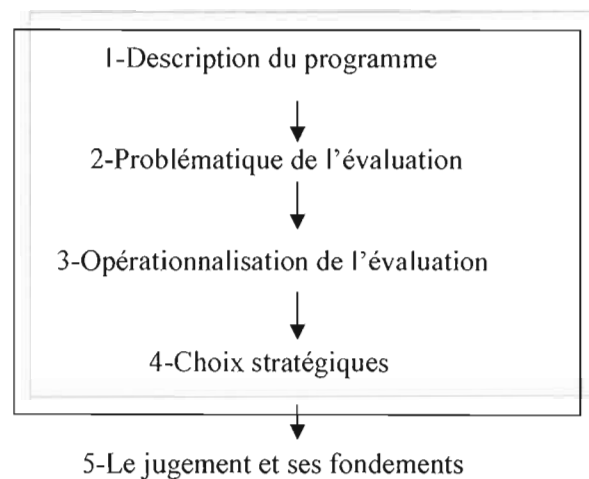 1-Description du programme
2-Problématique de l'évaluation
3-Opérationnalisation de l'évaluation
4-Choix stratégiques
5-Le jugement et ses fondements